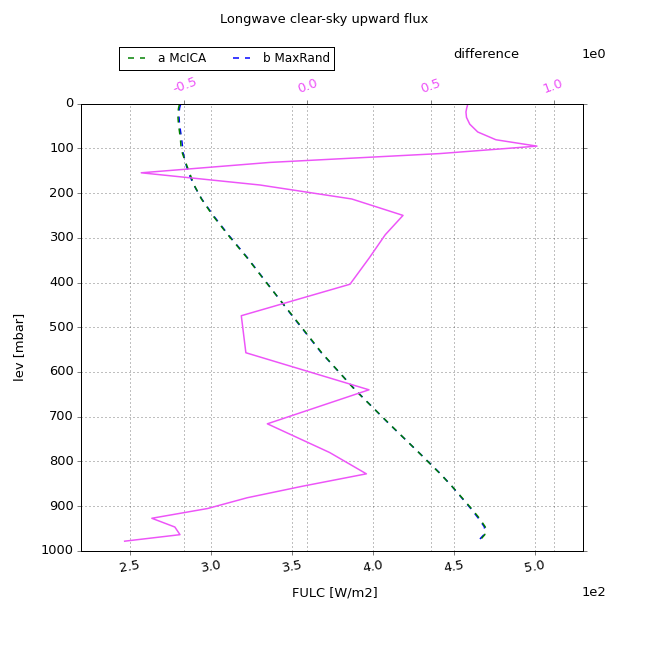 Longwave clear-sky upward flux
a McICA b MaxRand difference 1e0
-0.5 0.0 0.5 1.0
0
100
200
300
400
500
600
700
800
900
1000
lev [mbar]
2.5 3.0 3.5 4.0 4.5 5.0
FULC [W/m2] 1e2